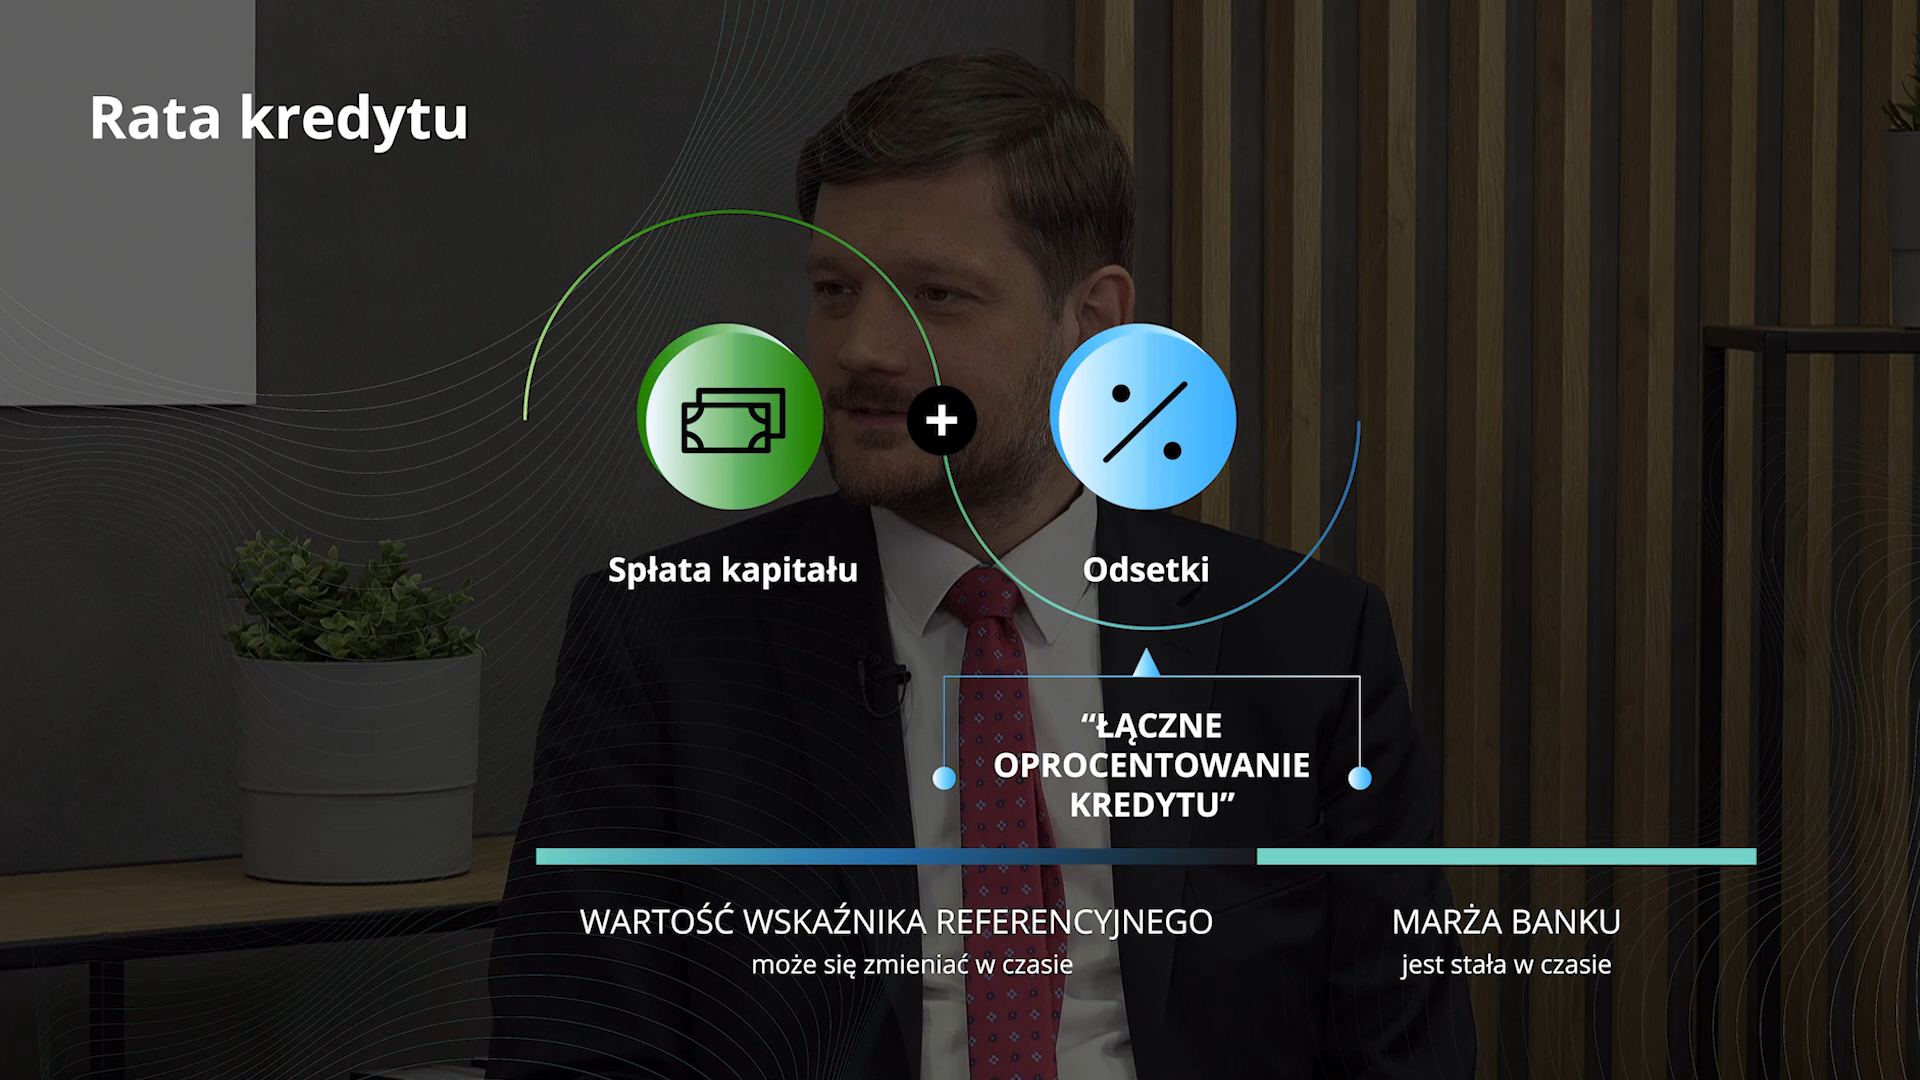 Rata kredytu
Spłata kapitału
Odsetki
“ŁĄCZNE
OPROCENTOWANIE
KREDYTU”
WARTOŚĆ WSKAŹNIKA REFERENCYJNEGO
może się zmieniać w czasie
MARŻA BANKU
jest stała w czasie